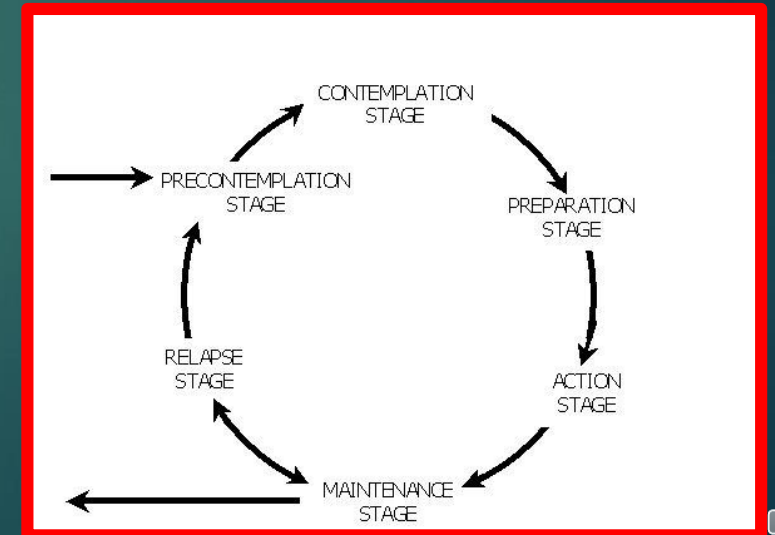 CONTEMPLATION
STAGE
PRECONTEMPLATION
STAGE
PREPARATION
STAGE
RELAPSE
STAGE
ACTION
STAGE
MAINTENANCE
STAGE